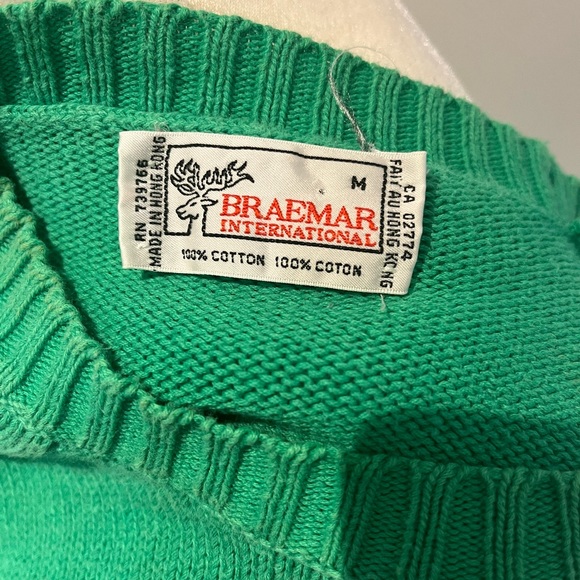 RN 739766
MADE IN HONG KONG
M
BRAEMAR
INTERNATIONAL
100% COTTON 100% COTON
CA 02774
FAIT AU HONG KONG